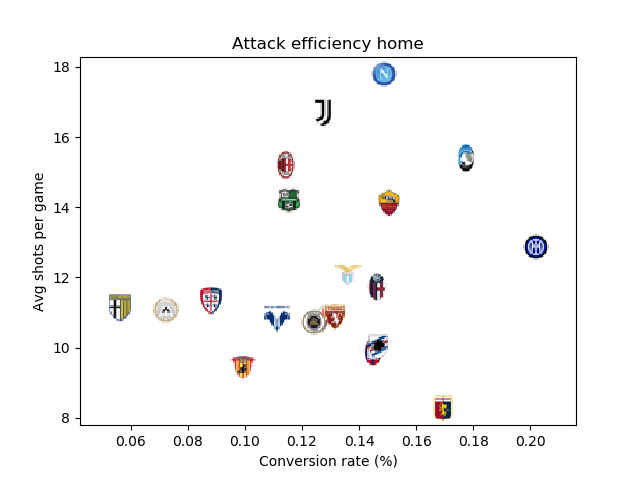 Attack efficiency home
Avg shots per game
18
16
14
12
10
8
N
0.06 0.08 0.10 0.12 0.14 0.16 0.18 0.20
Conversion rate (%)